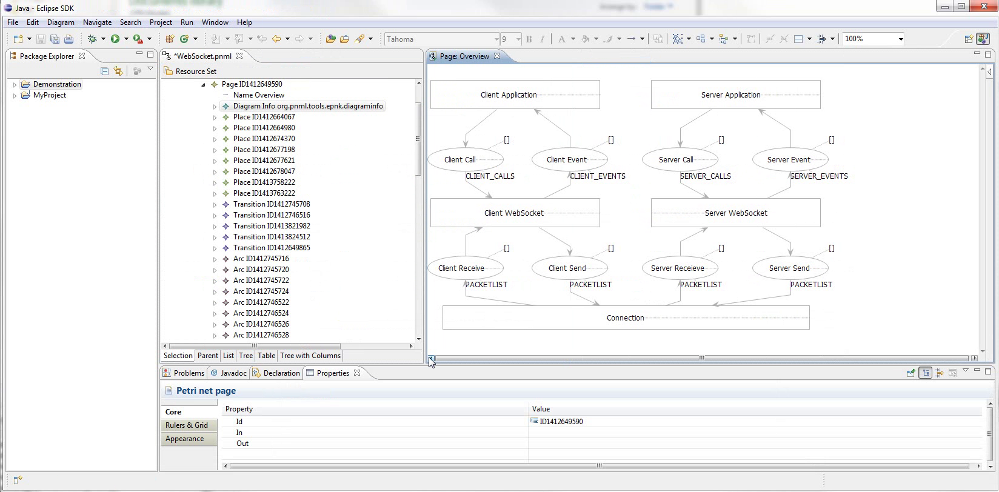 Java - Eclipse SDK
File Edit Diagram Navigate Search Project Run Window Help
Tahoma 9 B I A 100%
Package Explorer
Demonstration
MyProject
*WebSocket.pnml
Resource Set
Page ID1412649590
Name Overview
Diagram Info org.pnml.tools.epnk.diagraminfo
Place ID1412664067
Place ID1412664980
Place ID1412674370
Place ID1412677198
Place ID1412677621
Place ID1412678047
Place ID1413758222
Place ID1413763222
Transition ID1412745708
Transition ID1412746516
Transition ID1413821982
Transition ID1413824512
Transition ID1412649865
Arc ID1412745716
Arc ID1412745720
Arc ID1412745722
Arc ID1412745724
Arc ID1412746522
Arc ID1412746524
Arc ID1412746526
Arc ID1412746528
Selection Parent List Tree Table Tree with Columns
Page: Overview
Client Application Server Application
[] [] [] []
Client Call Client Event Server Call Server Event
CLIENT_CALLS CLIENT_EVENTS SERVER_CALLS SERVER_EVENTS
Client WebSocket Server WebSocket
[] [] [] []
Client Receive Client Send Server Receieve Server Send
PACKETLIST PACKETLIST PACKETLIST PACKETLIST
Connection
Problems @ Javadoc Declaration Properties
Petri net page
Core
Rulers & Grid
Appearance
Property Value
Id ID1412649590
In
Out